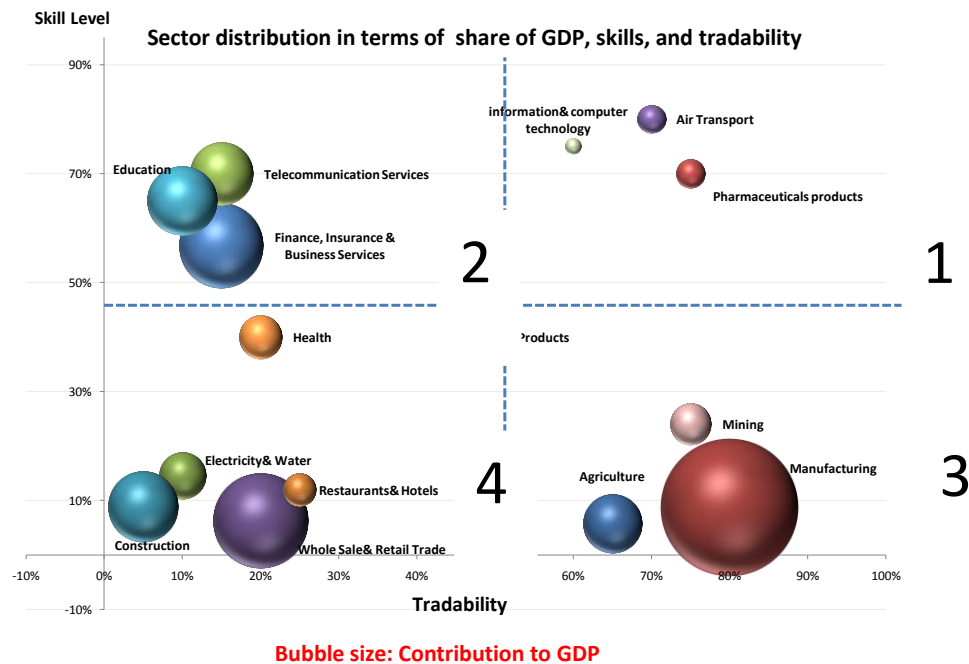 Skill Level
Sector distribution in terms of share of GDP, skills, and tradability
90%
information& computer
technology
Air Transport
Education
70%
Telecommunication Services
Pharmaceuticals products
Finance, Insurance &
Business Services
2
1
50%
Health
Products
30%
Mining
Electricity& Water
4
Manufacturing
3
Agriculture
Restaurants& Hotels
10%
Construction
Whole Sale& Retail Trade
-10%
0%
10%
20%
30%
40%
60%
70%
80%
90%
100%
-10%
Tradability
Bubble size: Contribution to GDP